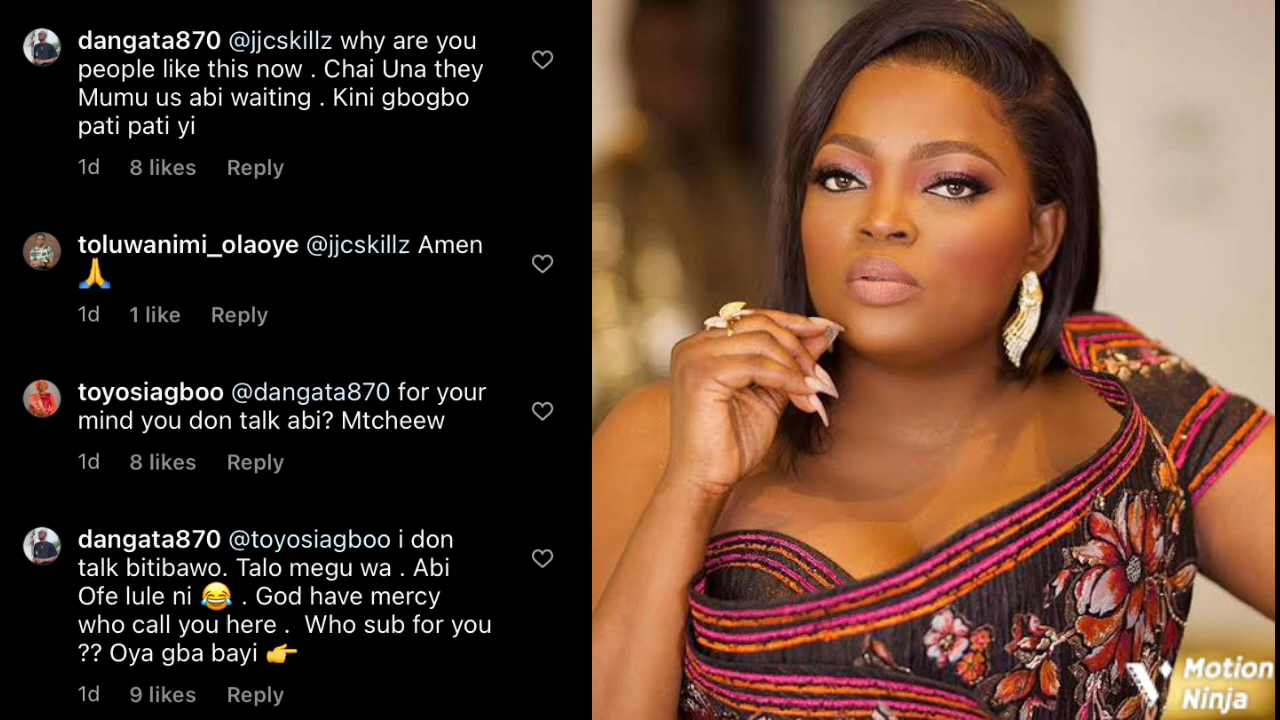 dangata870 @jjcskillz why are you
people like this now . Chai Una they
Mumu us abi waiting . Kini gbogbo
pati pati yi
1d 8 likes Reply
toluwanimi_olaoye @jjcskillz Amen
🙏
1d 1 like Reply
toyosiagboo @dangata870 for your
mind you don talk abi? Mtcheew
1d 8 likes Reply
dangata870 @toyosiagboo i don
talk bitibawo. Talo megu wa . Abi
Ofe lule ni 😂 . God have mercy
who call you here . Who sub for you
?? Oya gba bayi 👉
1d 9 likes Reply
Motion
Ninja